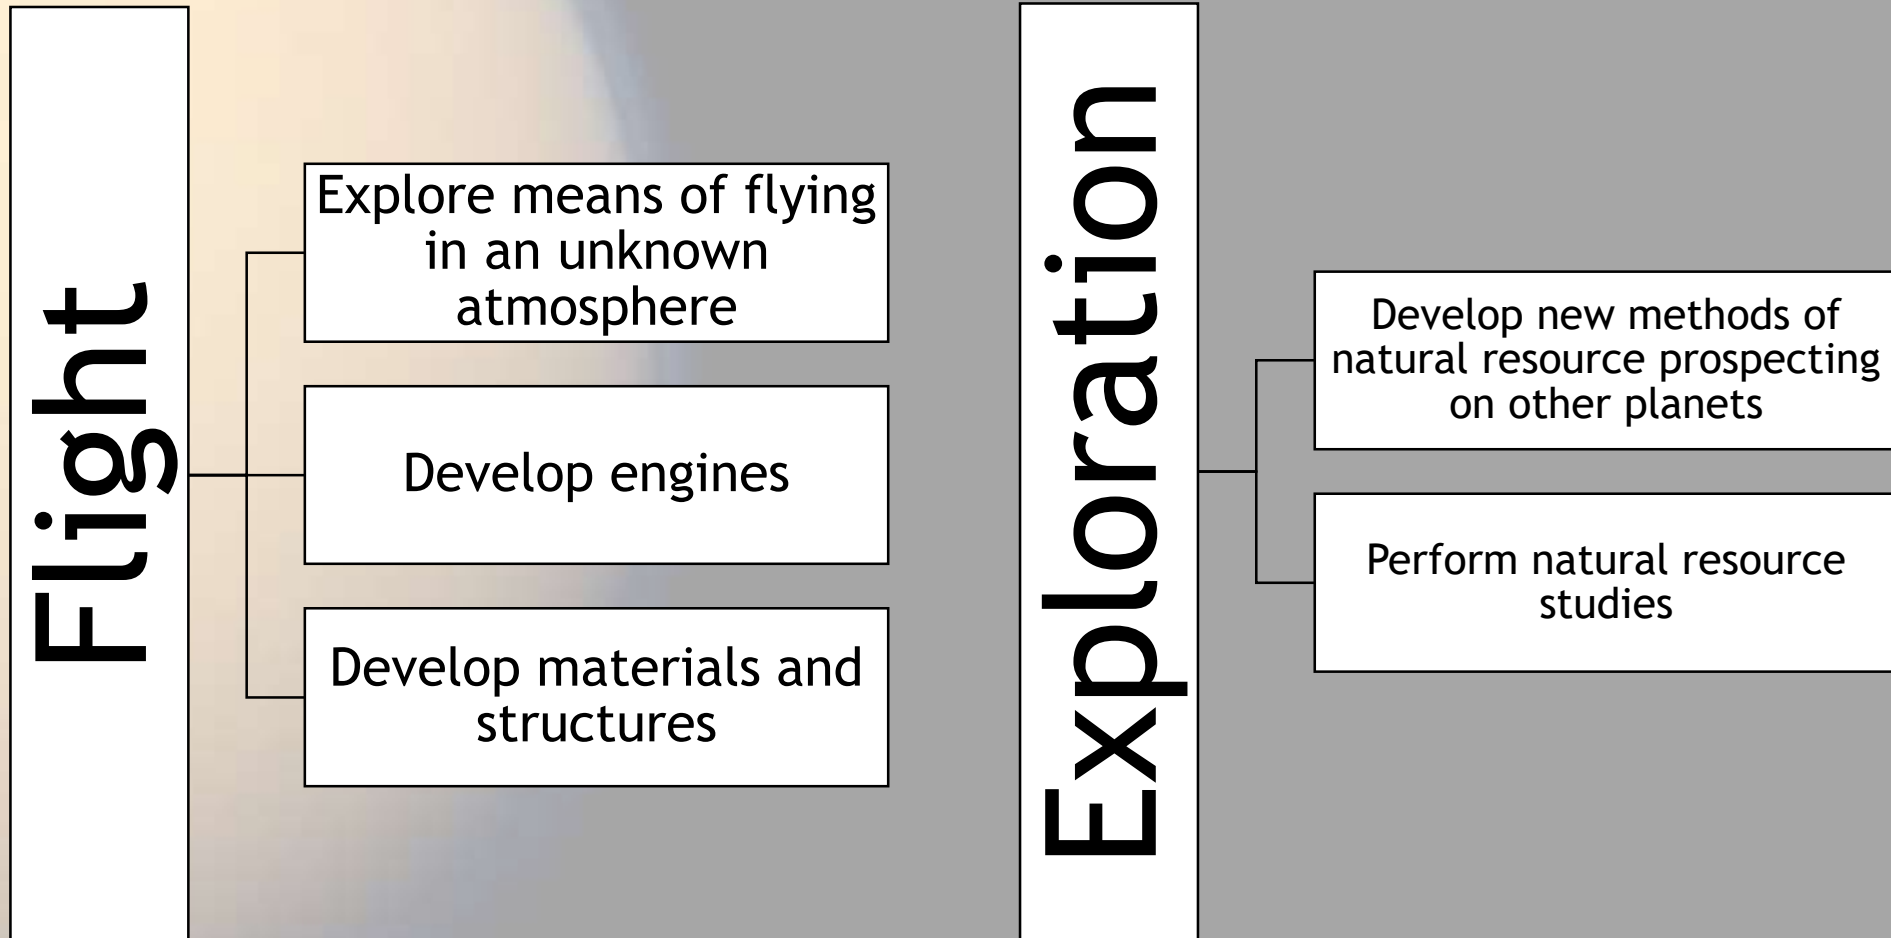 Flight
Explore means of flying
in an unknown
atmosphere
Develop engines
Develop materials and
structures
Exploration
Develop new methods of
natural resource prospecting
on other planets
Perform natural resource
studies